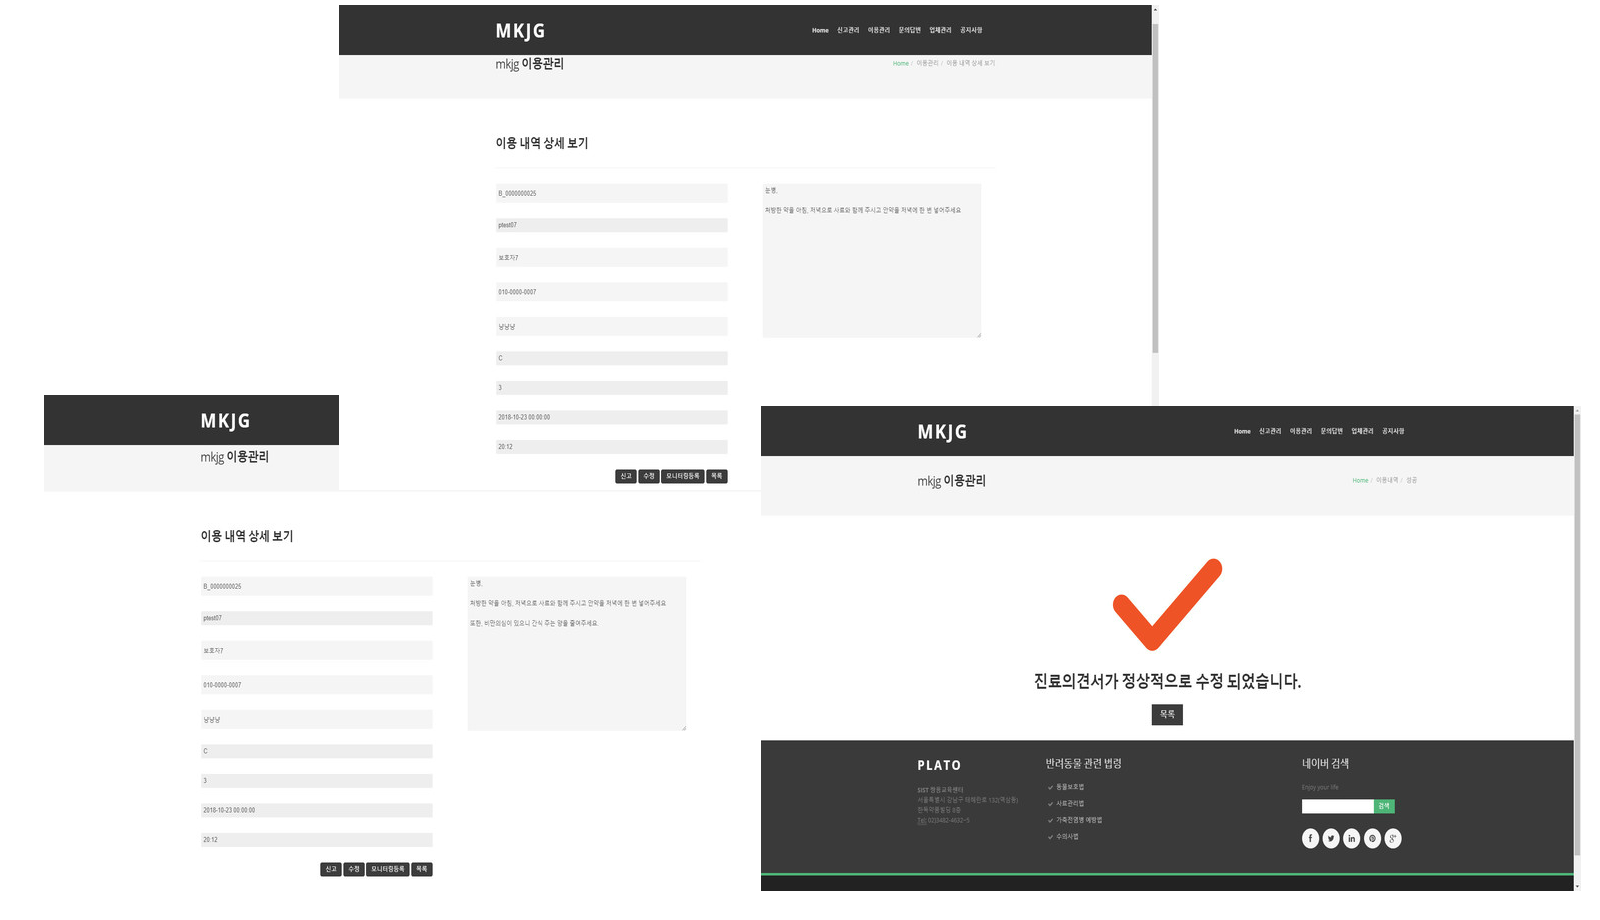 MKJG
Home 신고관리 이용관리 문의답변 업체관리 공지사항
mkjg 이용관리
Home / 이용관리 / 이용 내역 상세 보기
이용 내역 상세 보기
B_0000000025
ptest07
보호자7
010-0000-0007
냥냥냥
C
3
2018-10-23 00:00:00
20:12
눈병,
처방한 약을 아침, 저녁으로 사료와 함께 주시고 안약을 저녁에 한 번 넣어주세요
신고 수정 모니터링등록 목록
MKJG
mkjg 이용관리
이용 내역 상세 보기
B_0000000025
ptest07
보호자7
010-0000-0007
냥냥냥
C
3
2018-10-23 00:00:00
20:12
눈병,
처방한 약을 아침, 저녁으로 사료와 함께 주시고 안약을 저녁에 한 번 넣어주세요
또한, 비만의심이 있으니 간식 주는 양을 줄여주세요.
신고 수정 모니터링등록 목록
MKJG
Home 신고관리 이용관리 문의답변 업체관리 공지사항
mkjg 이용관리
Home / 이용내역 / 성공
진료의견서가 정상적으로 수정 되었습니다.
목록
PLATO
SIST 쌍용교육센터
서울특별시 강남구 테헤란로 132(역삼동)
한독약품빌딩 8층
Tel: 02)3482-4632~5
반려동물 관련 법령
동물보호법
사료관리법
가축전염병 예방법
수의사법
네이버 검색
Enjoy your life
검색